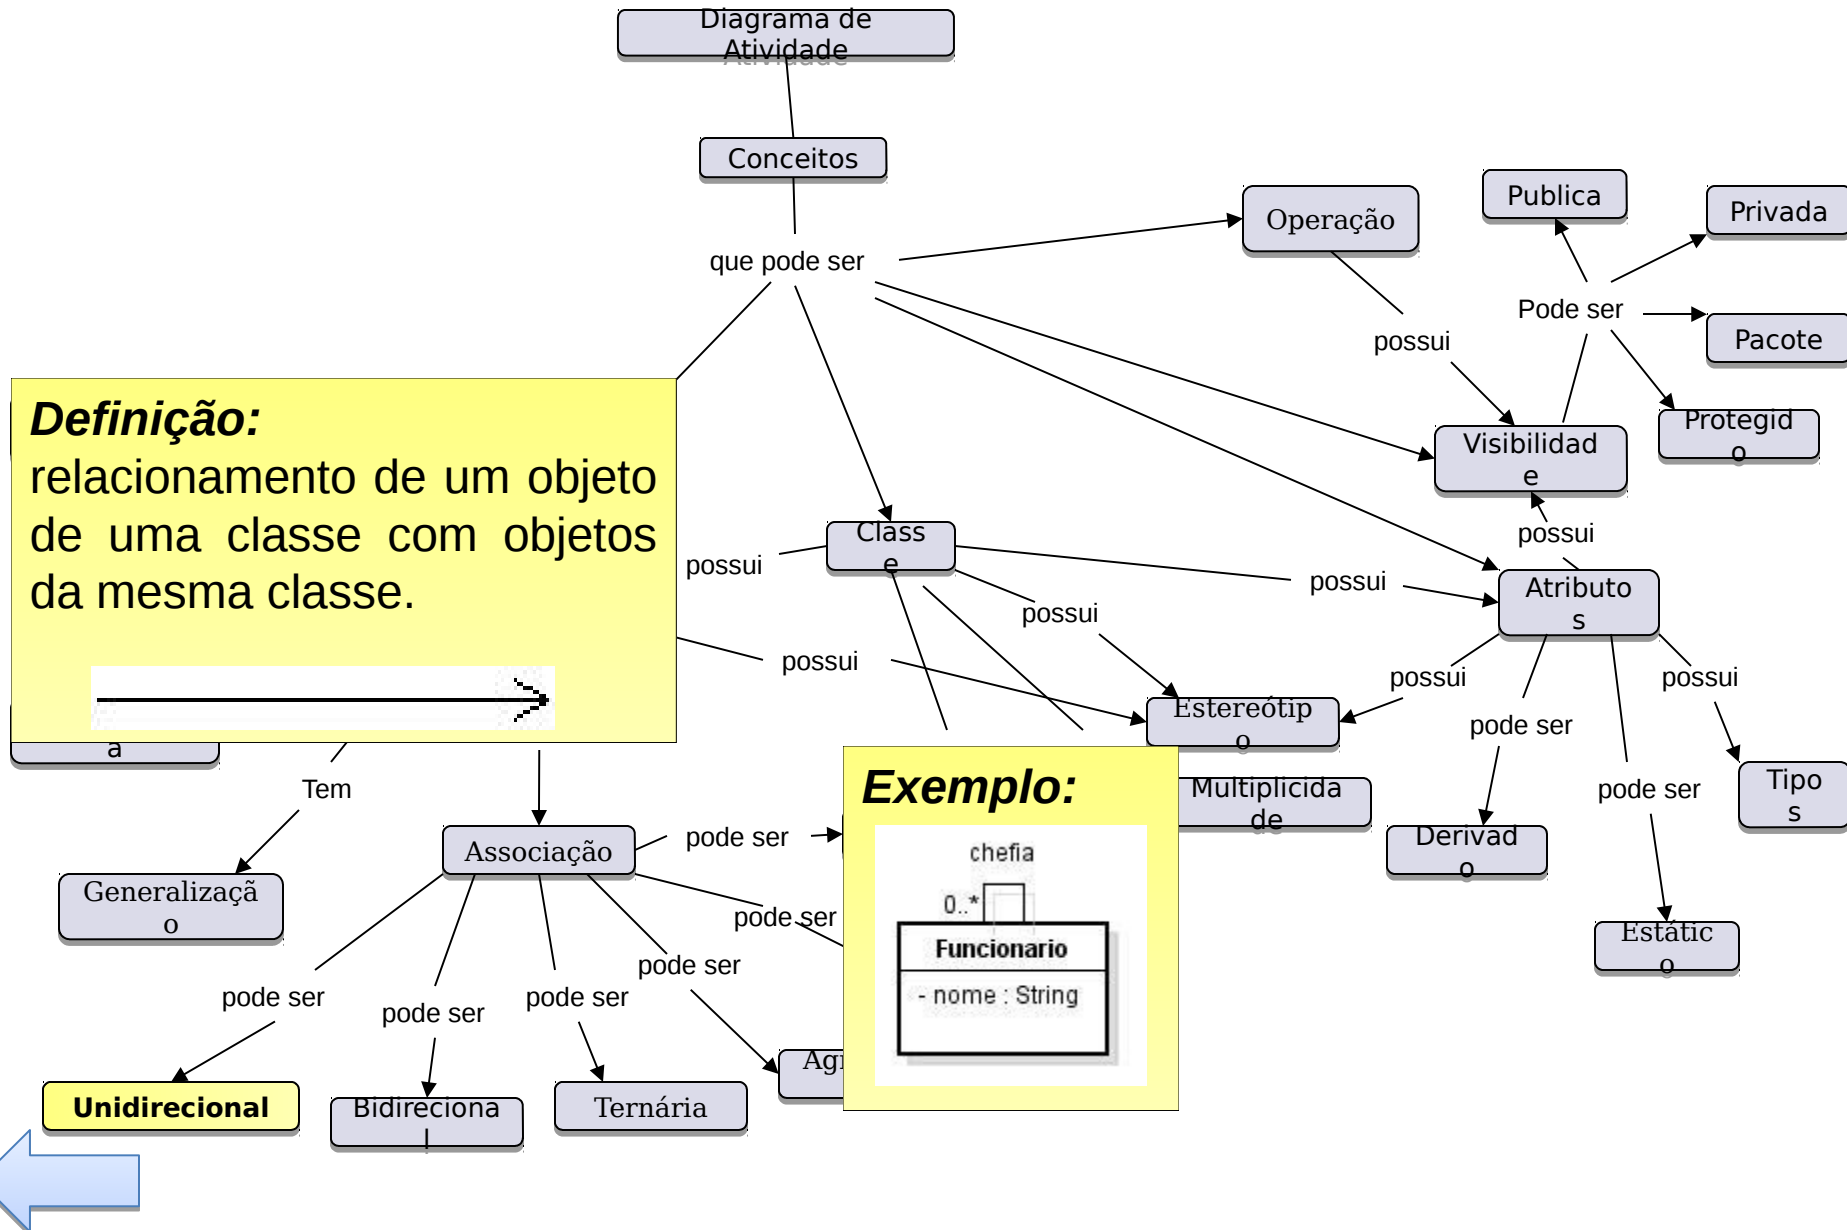 Diagrama de
Atividade
Conceitos
que pode ser
Operação
Publica
Privada
Pode ser
possui
Pacote
Protegid
o
Visibilidad
e
possui
Definição:
relacionamento de um objeto
de uma classe com objetos
da mesma classe.
a
possui
Class
e
possui
possui
possui
Atributo
s
possui
possui
Estereótip
o
pode ser
pode ser
Tipo
s
Tem
Multiplicida
de
Derivad
o
Estátic
o
Associação
pode ser
Generalizaçã
o
pode ser
pode ser
pode ser
pode ser
pode ser
Exemplo:
chefia
0..*
Funcionario
- nome : String
Unidirecional
Bidireciona
l
Ternária
Ag